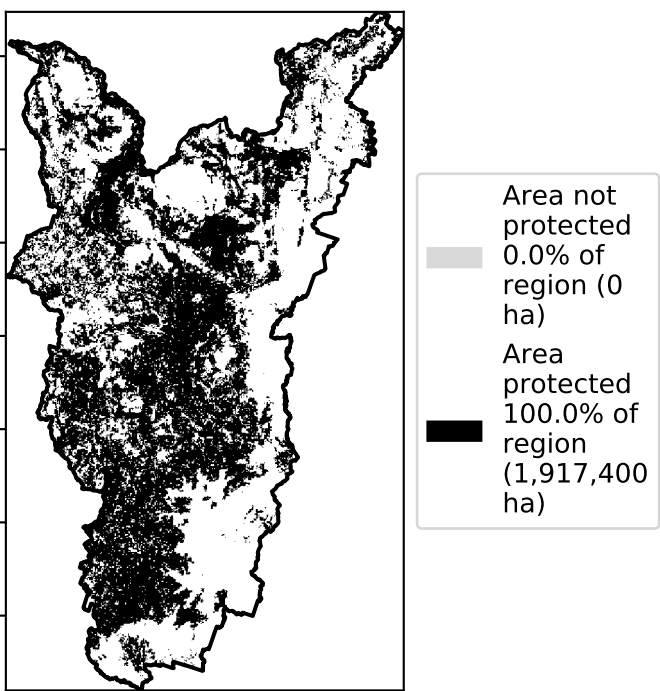 Area not
protected
0.0% of
region (0
ha)
Area
protected
100.0% of
region
(1,917,400
ha)